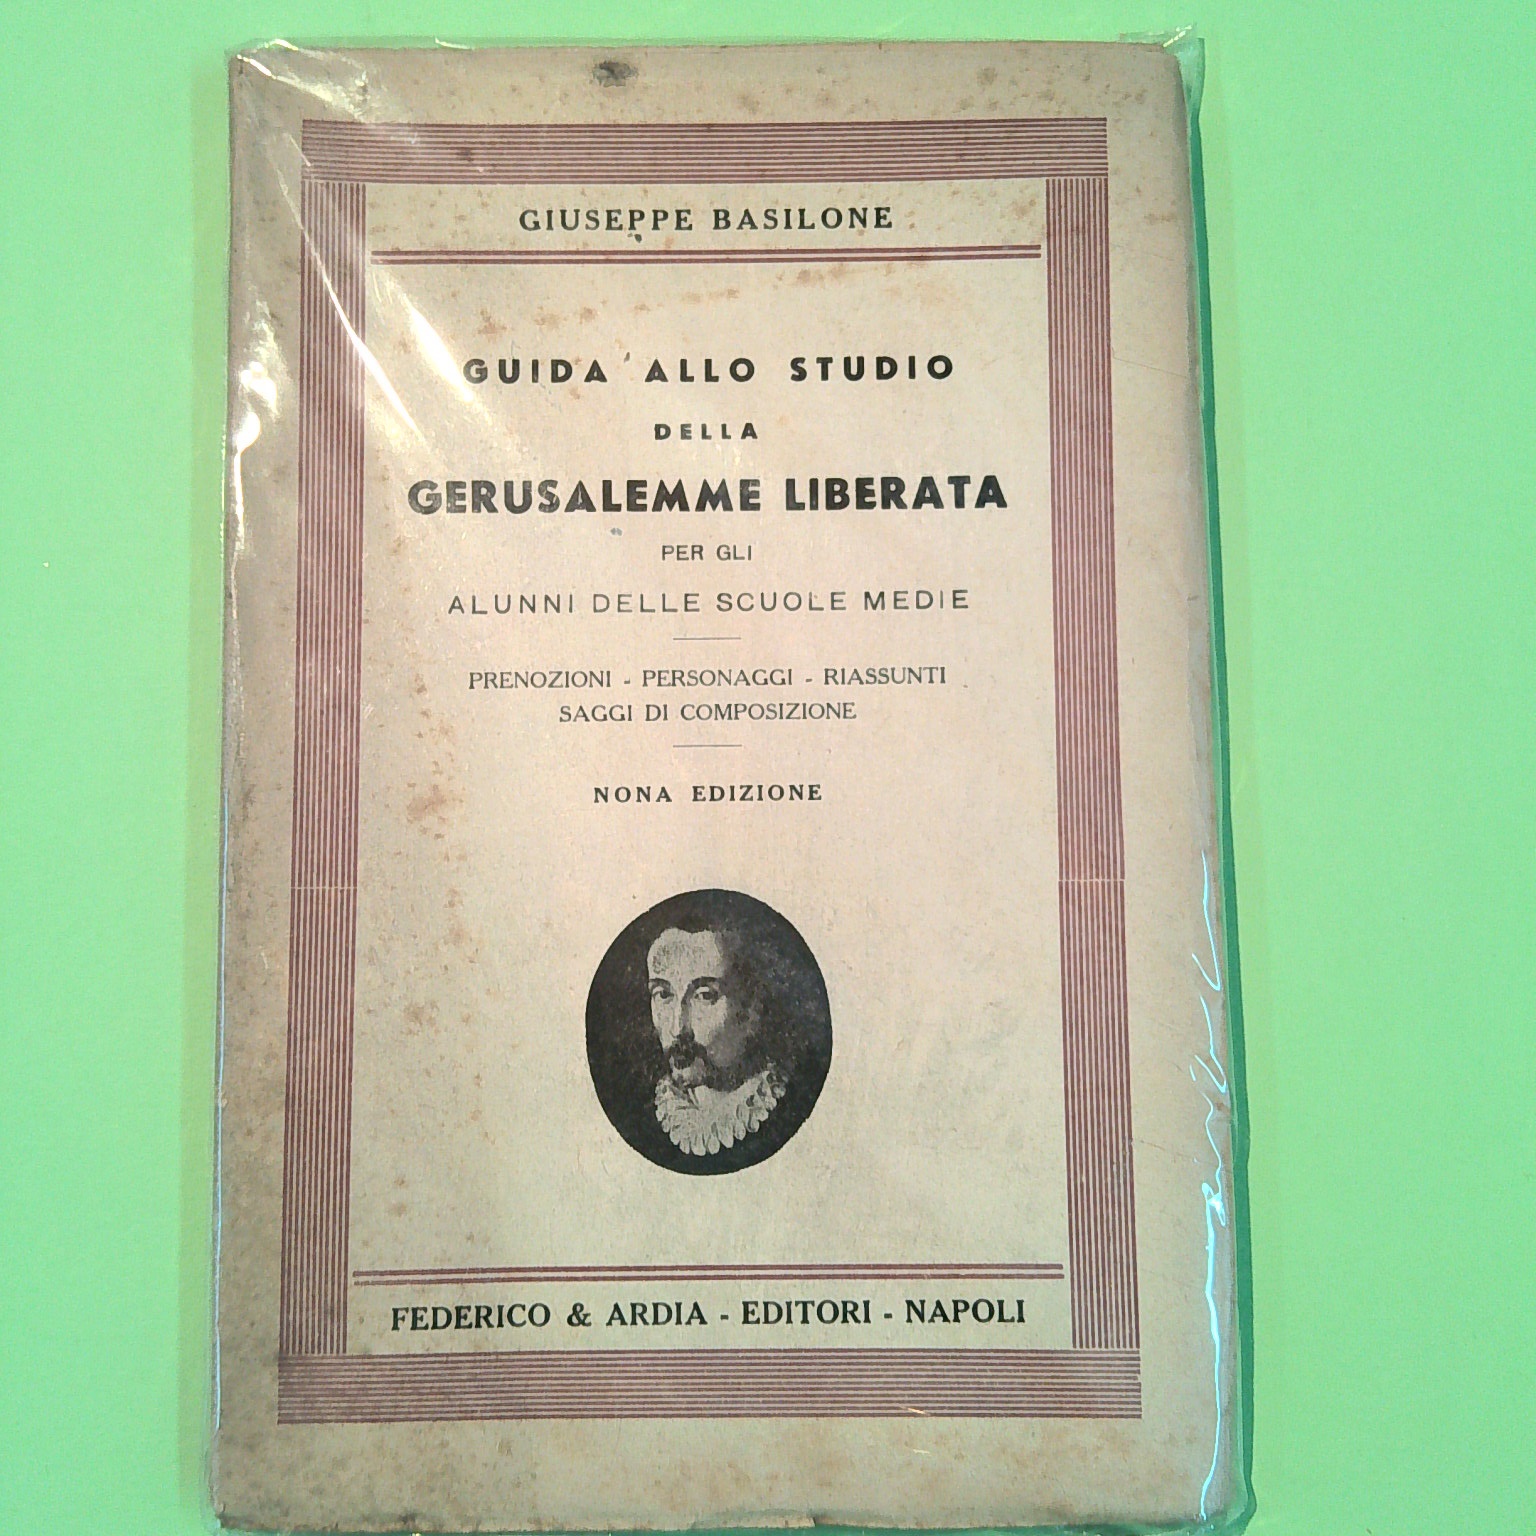 GIUSEPPE BASILONE
GUIDA ALLO STUDIO
DELLA
GERUSALEMME LIBERATA
PER GLI
ALUNNI DELLE SCUOLE MEDIE
PRENOZIONI - PERSONAGGI - RIASSUNTI
SAGGI DI COMPOSIZIONE
NONA EDIZIONE
FEDERICO & ARDIA - EDITORI - NAPOLI